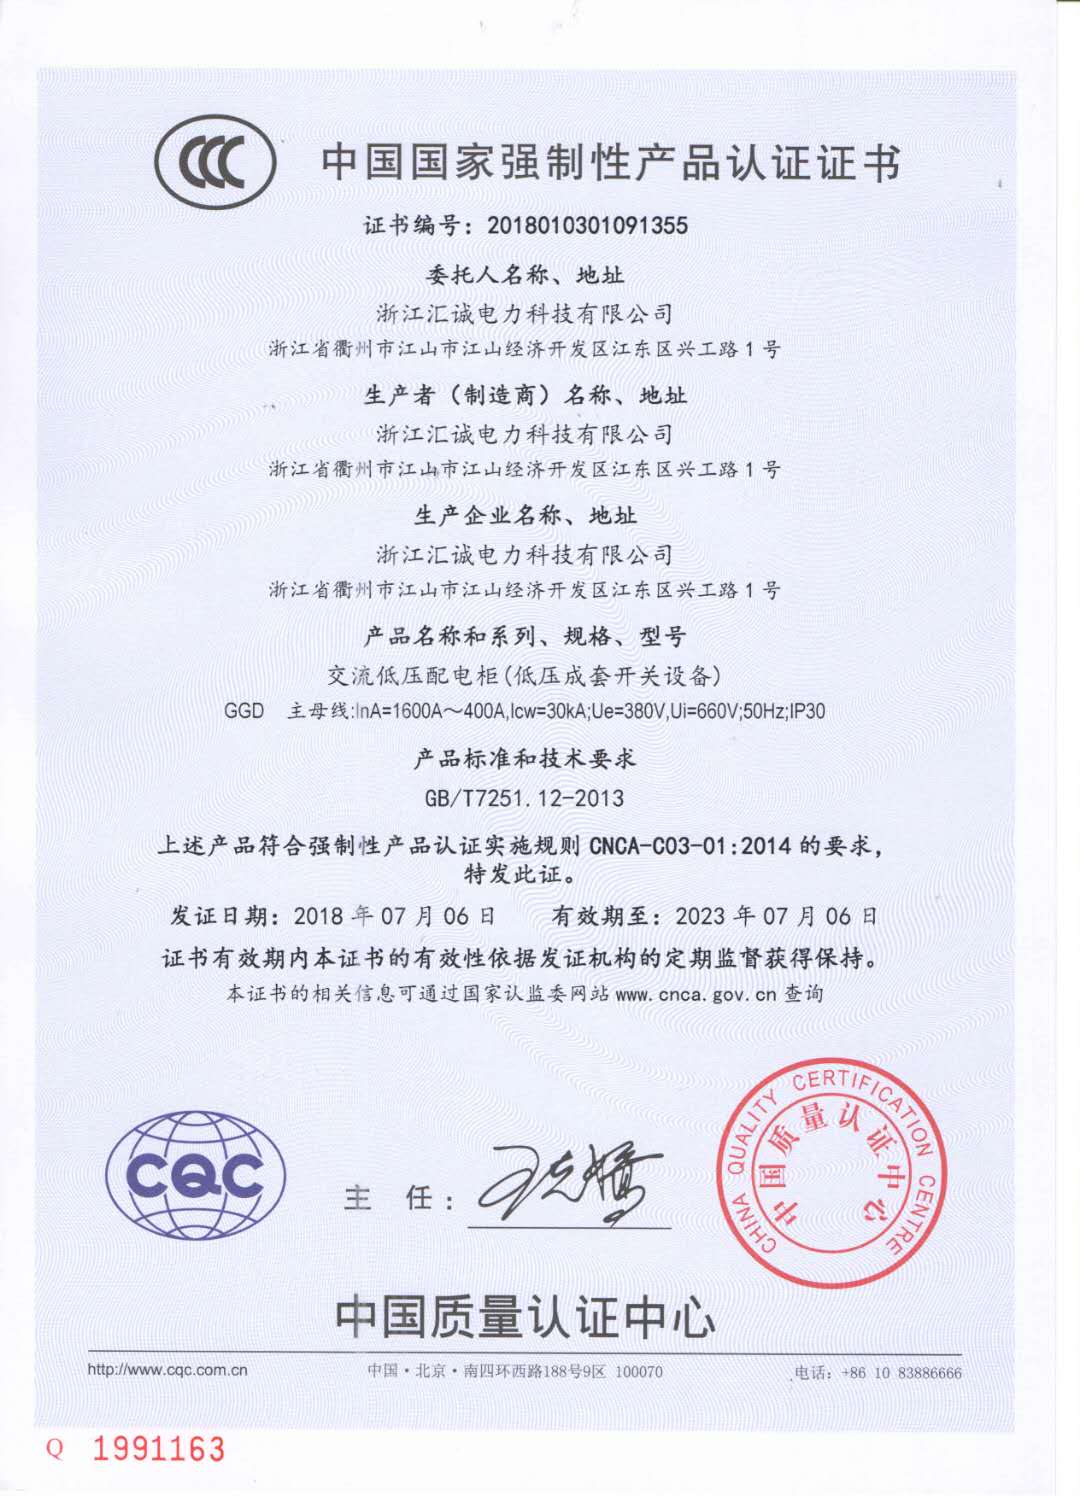 CCC
中国国家强制性产品认证证书
证书编号：2018010301091355
委托人名称、地址
浙江汇诚电力科技有限公司
浙江省衢州市江山市江山经济开发区江东区兴工路1号
生产者（制造商）名称、地址
浙江汇诚电力科技有限公司
浙江省衢州市江山市江山经济开发区江东区兴工路1号
生产企业名称、地址
浙江汇诚电力科技有限公司
浙江省衢州市江山市江山经济开发区江东区兴工路1号
产品名称和系列、规格、型号
交流低压配电柜(低压成套开关设备)
GGD 主母线:InA=1600A～400A,Icw=30kA;Ue=380V,Ui=660V;50Hz;IP30
产品标准和技术要求
GB/T7251.12-2013
上述产品符合强制性产品认证实施规则 CNCA-C03-01:2014 的要求，
特发此证。
发证日期：2018 年 07 月 06 日 有效期至：2023 年 07 月 06 日
证书有效期内本证书的有效性依据发证机构的定期监督获得保持。
本证书的相关信息可通过国家认监委网站 www.cnca.gov.cn 查询
CQC
主 任：
CHINA QUALITY CERTIFICATION CENTRE
中国质量认证中心
中国质量认证中心
http://www.cqc.com.cn 中国·北京·南四环西路188号9区 100070 电话：+86 10 83886666
Q 1991163